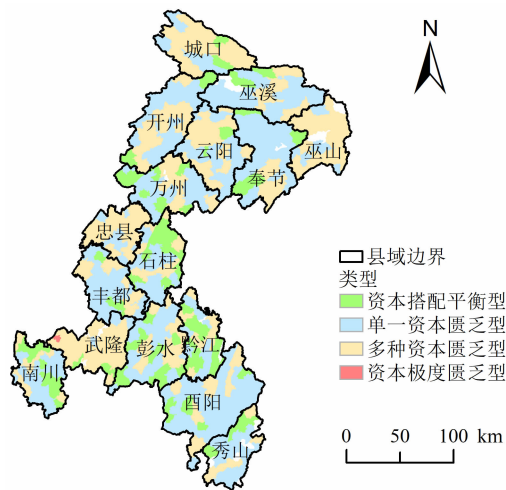 N
城口
巫溪
开州
云阳
巫山
奉节
万州
忠县
石柱
丰都
武隆
彭水
黔江
南川
酉阳
秀山
县域边界
类型
资本搭配平衡型
单一资本匮乏型
多种资本匮乏型
资本极度匮乏型
0 50 100 km